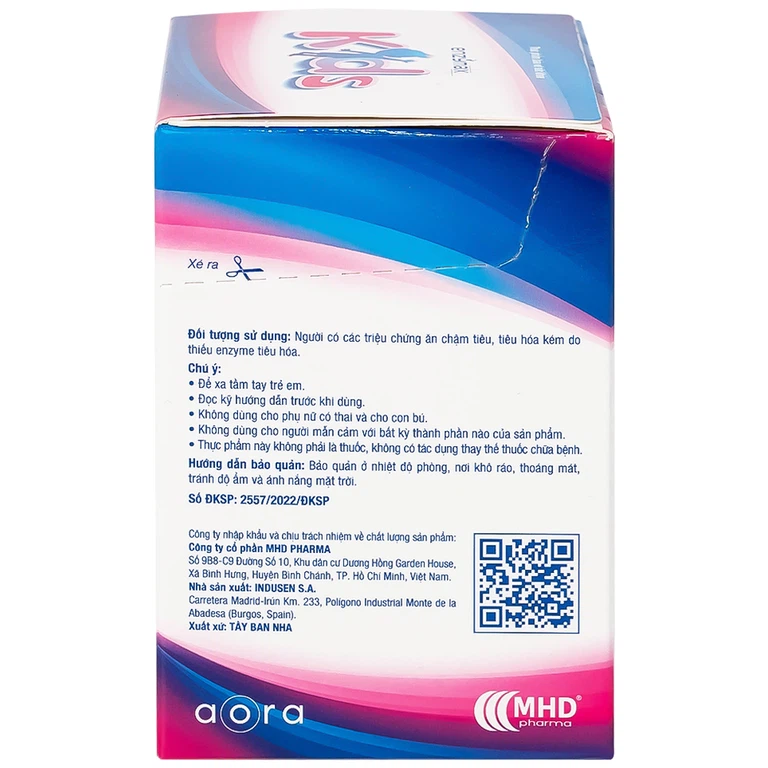 Kids
enzymax
Xé ra
Đối tượng sử dụng: Người có các triệu chứng ăn chậm tiêu, tiêu hóa kém do
thiếu enzyme tiêu hóa.
Chú ý:
• Để xa tầm tay trẻ em.
• Đọc kỹ hướng dẫn trước khi dùng.
• Không dùng cho phụ nữ có thai và cho con bú.
• Không dùng cho người mẫn cảm với bất kỳ thành phần nào của sản phẩm.
• Thực phẩm này không phải là thuốc, không có tác dụng thay thế thuốc chữa bệnh.
Hướng dẫn bảo quản: Bảo quản ở nhiệt độ phòng, nơi khô ráo, thoáng mát,
tránh độ ẩm và ánh nắng mặt trời.
Số ĐKSP: 2557/2022/ĐKSP
Công ty nhập khẩu và chịu trách nhiệm về chất lượng sản phẩm:
Công ty cổ phần MHD PHARMA
Số 9B8-C9 Đường Số 10, Khu dân cư Dương Hồng Garden House,
Xã Bình Hưng, Huyện Bình Chánh, TP. Hồ Chí Minh, Việt Nam.
Nhà sản xuất: INDUSEN S.A.
Carretera Madrid-Irún Km. 233, Polígono Industrial Monte de la
Abadesa (Burgos, Spain).
Xuất xứ: TÂY BAN NHA
aora
MHD®
pharma